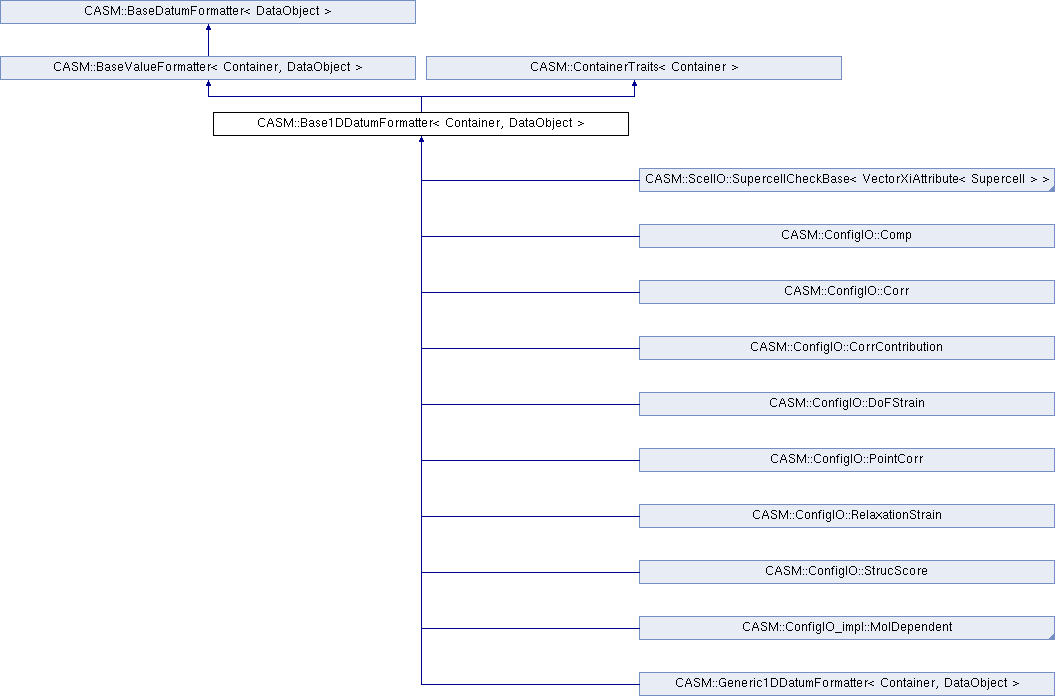 CASM::BaseDatumFormatter< DataObject >
CASM::BaseValueFormatter< Container, DataObject >
CASM::ContainerTraits< Container >
CASM::Base1DDatumFormatter< Container, DataObject >
CASM::ScelIO::SupercellCheckBase< VectorXiAttribute< Supercell > >
CASM::ConfigIO::Comp
CASM::ConfigIO::Corr
CASM::ConfigIO::CorrContribution
CASM::ConfigIO::DoFStrain
CASM::ConfigIO::PointCorr
CASM::ConfigIO::RelaxationStrain
CASM::ConfigIO::StrucScore
CASM::ConfigIO_impl::MolDependent
CASM::Generic1DDatumFormatter< Container, DataObject >